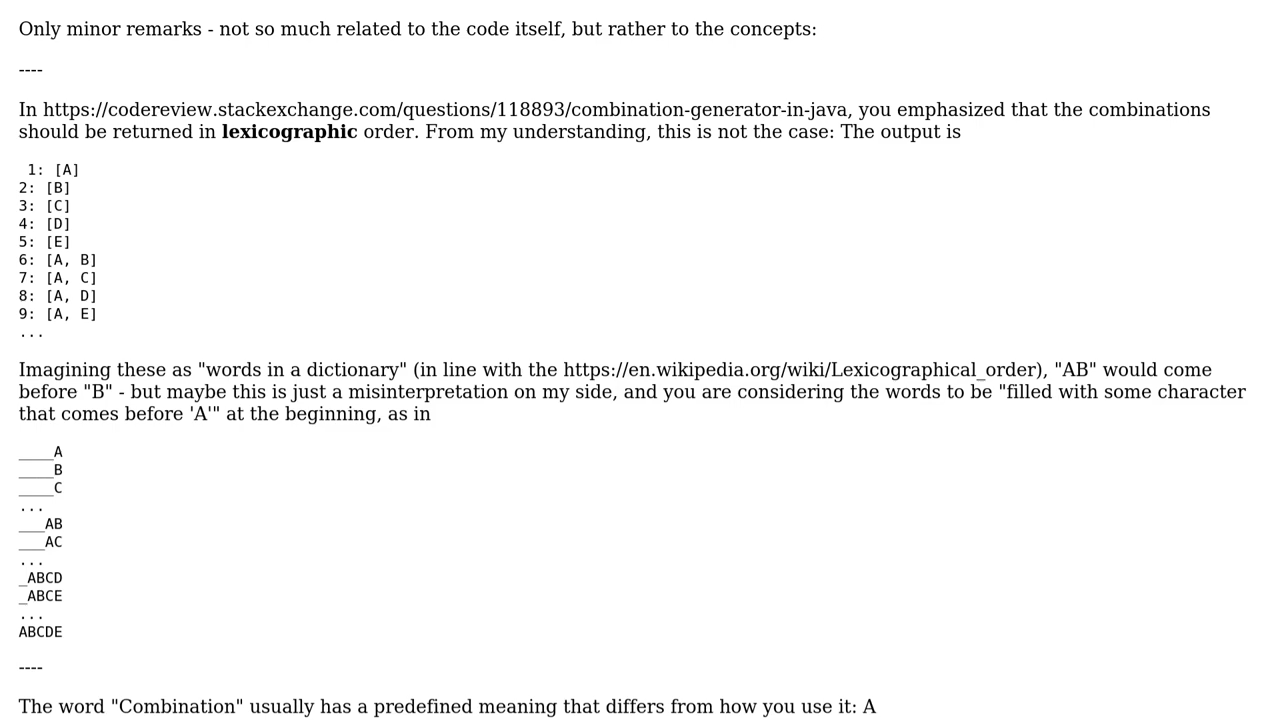 Only minor remarks - not so much related to the code itself, but rather to the concepts:
----
In https://codereview.stackexchange.com/questions/118893/combination-generator-in-java, you emphasized that the combinations
should be returned in lexicographic order. From my understanding, this is not the case: The output is
1: [A]
2: [B]
3: [C]
4: [D]
5: [E]
6: [A, B]
7: [A, C]
8: [A, D]
9: [A, E]
...
Imagining these as "words in a dictionary" (in line with the https://en.wikipedia.org/wiki/Lexicographical_order), "AB" would come
before "B" - but maybe this is just a misinterpretation on my side, and you are considering the words to be "filled with some character
that comes before 'A'" at the beginning, as in
____A
____B
____C
...
___AB
___AC
...
_ABCD
_ABCE
...
ABCDE
----
The word "Combination" usually has a predefined meaning that differs from how you use it: A